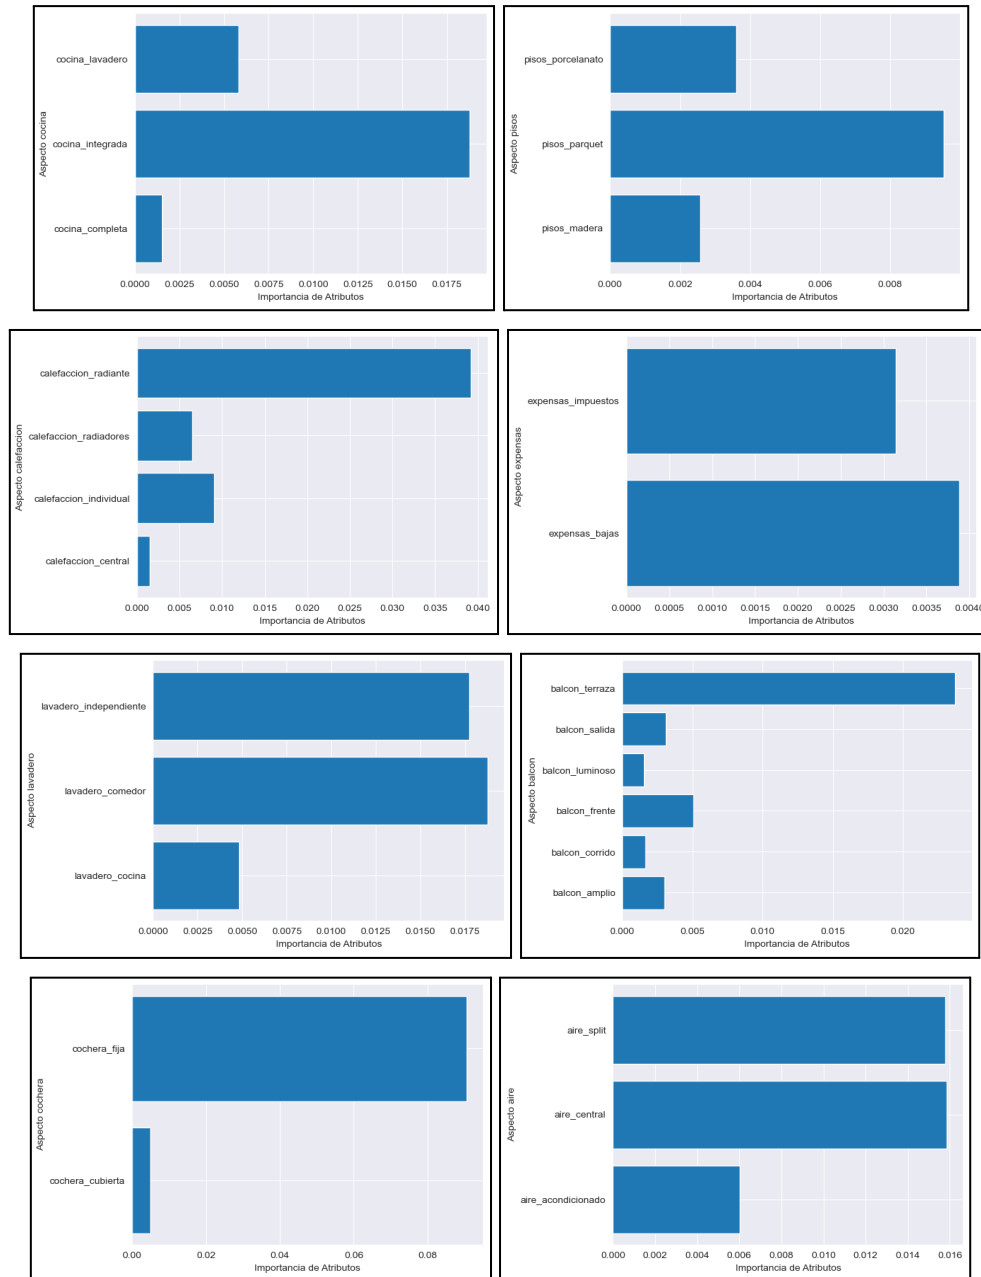 cocina_lavadero
cocina_integrada
cocina_completa
Aspecto cocina
0.0000 0.0025 0.0050 0.0075 0.0100 0.0125 0.0150 0.0175
Importancia de Atributos
pisos_porcelanato
pisos_parquet
pisos_madera
Aspecto pisos
0.000 0.002 0.004 0.006 0.008
Importancia de Atributos
calefaccion_radiante
calefaccion_radiadores
calefaccion_individual
calefaccion_central
Aspecto calefaccion
0.000 0.005 0.010 0.015 0.020 0.025 0.030 0.035 0.040
Importancia de Atributos
expensas_impuestos
expensas_bajas
Aspecto expensas
0.0000 0.0005 0.0010 0.0015 0.0020 0.0025 0.0030 0.0035 0.0040
Importancia de Atributos
lavadero_independiente
lavadero_comedor
lavadero_cocina
Aspecto lavadero
0.0000 0.0025 0.0050 0.0075 0.0100 0.0125 0.0150 0.0175
Importancia de Atributos
balcon_terraza
balcon_salida
balcon_luminoso
balcon_frente
balcon_corrido
balcon_amplio
Aspecto balcon
0.000 0.005 0.010 0.015 0.020
Importancia de Atributos
cochera_fija
cochera_cubierta
Aspecto cochera
0.00 0.02 0.04 0.06 0.08
Importancia de Atributos
aire_split
aire_central
aire_acondicionado
Aspecto aire
0.000 0.002 0.004 0.006 0.008 0.010 0.012 0.014 0.016
Importancia de Atributos